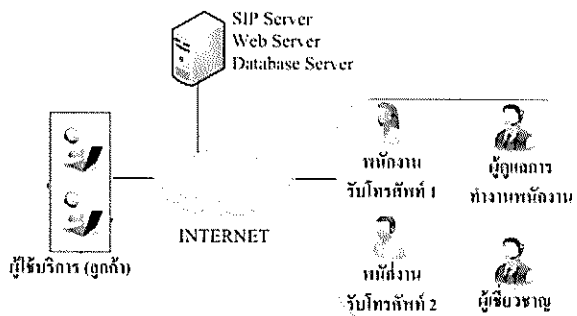 SIP Server
Web Server
Database Server
INTERNET
ผู้ใช้บริการ (ลูกค้า)
พนักงาน
รับโทรศัพท์ 1
ผู้ดูแลการ
ทำงานพนักงาน
พนักงาน
รับโทรศัพท์ 2
ผู้เชี่ยวชาญ